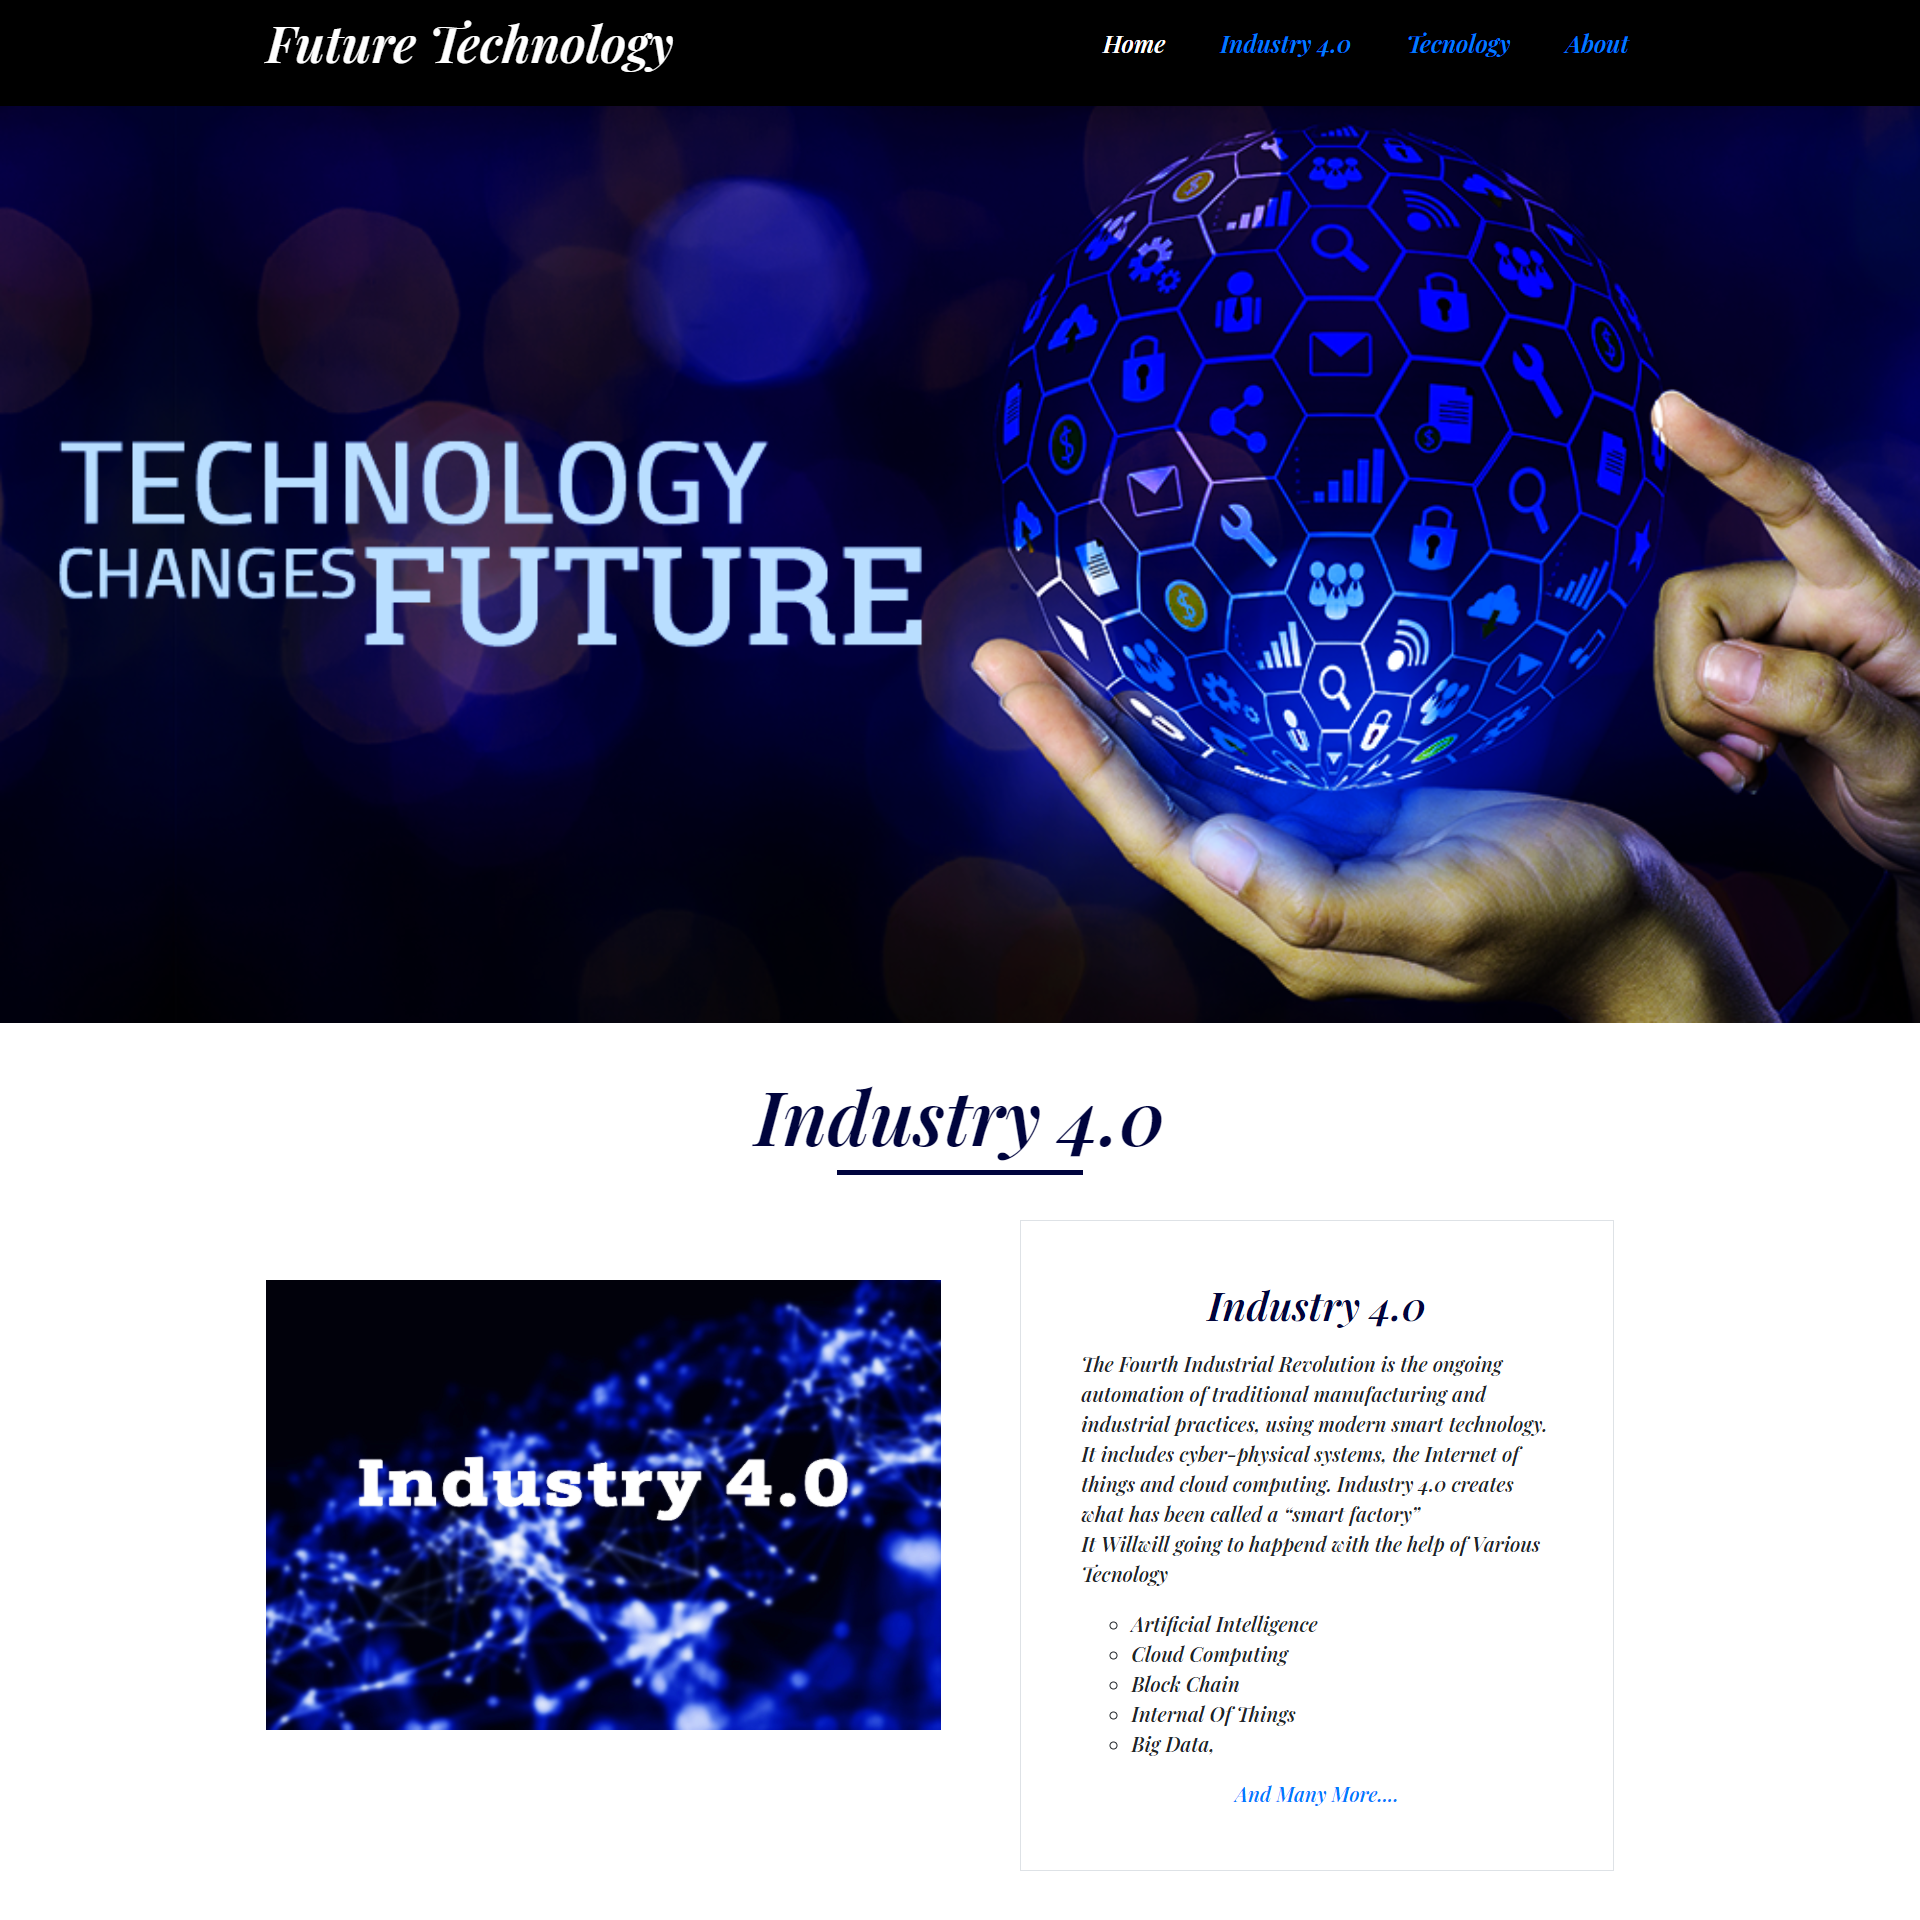 Future Technology
Home Industry 4.0 Tecnology About
TECHNOLOGY
CHANGES FUTURE
Industry 4.0
Industry 4.0
Industry 4.0
The Fourth Industrial Revolution is the ongoing
automation of traditional manufacturing and
industrial practices, using modern smart technology.
It includes cyber-physical systems, the Internet of
things and cloud computing. Industry 4.0 creates
what has been called a “smart factory”
It Willwill going to happend with the help of Various
Tecnology
Artificial Intelligence
Cloud Computing
Block Chain
Internal Of Things
Big Data,
And Many More....